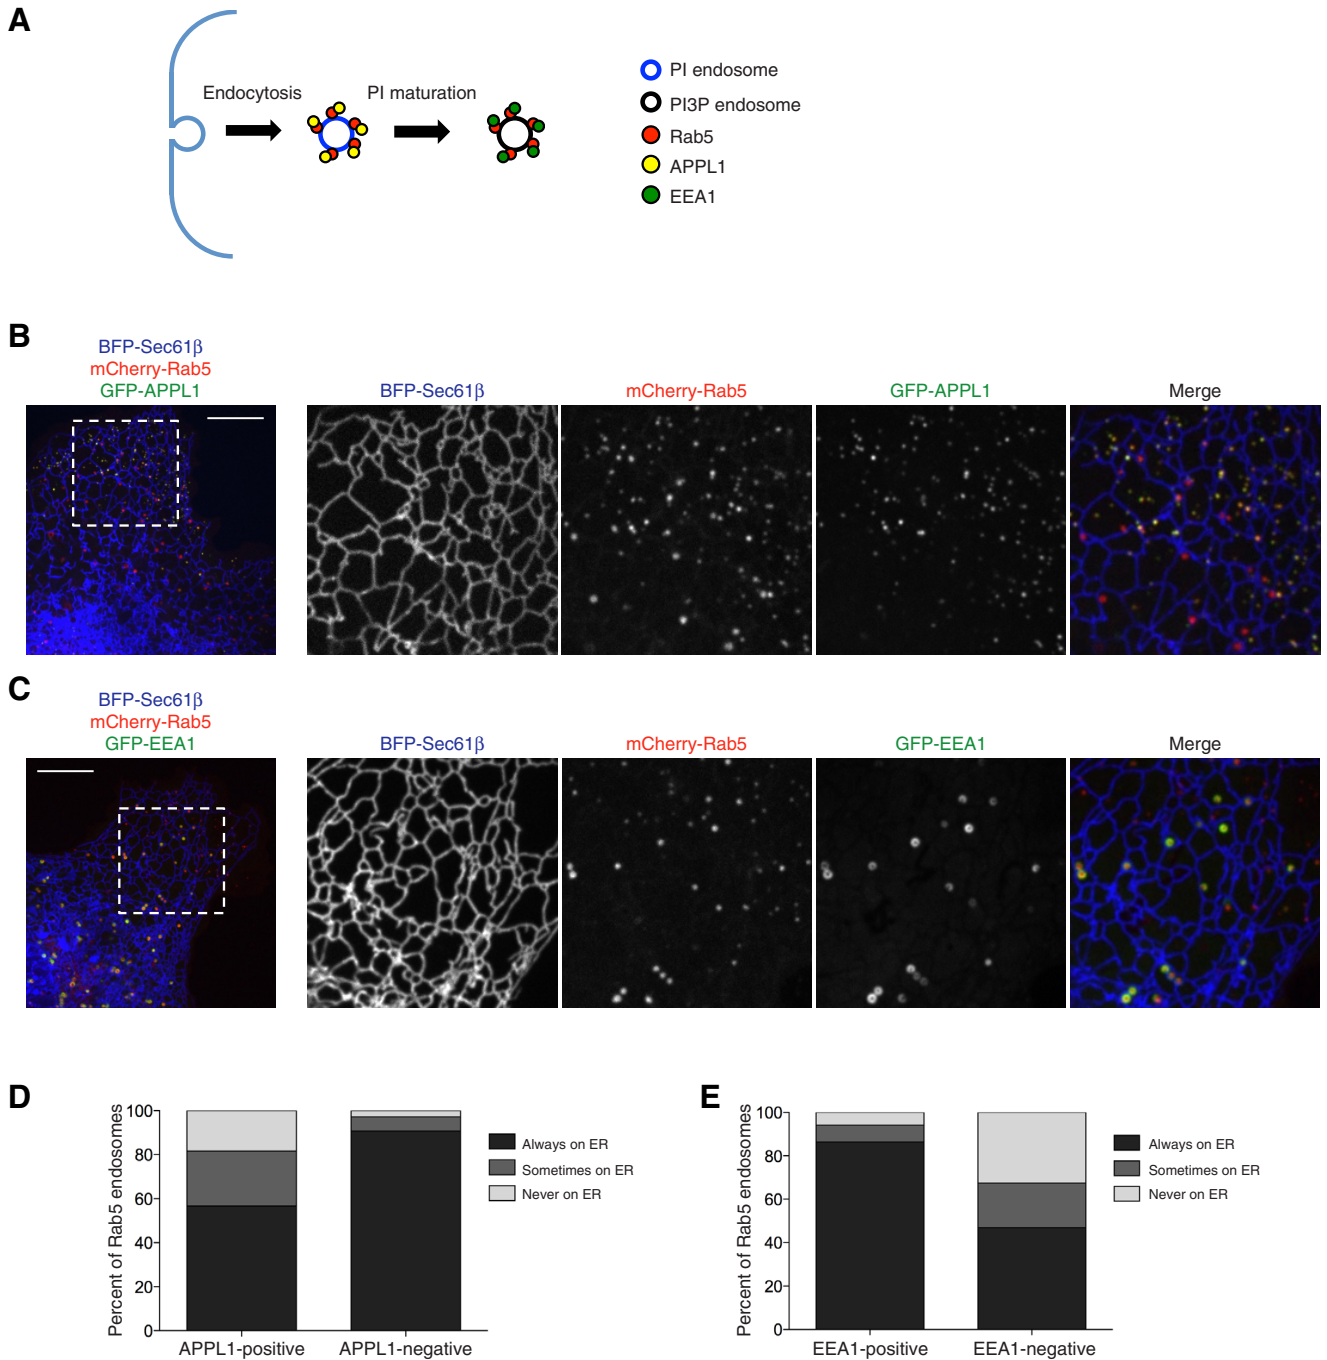 A
Endocytosis
PI maturation
PI endosome
PI3P endosome
Rab5
APPL1
EEA1
B
BFP-Sec61β
mCherry-Rab5
GFP-APPL1
BFP-Sec61β
mCherry-Rab5
GFP-APPL1
Merge
C
BFP-Sec61β
mCherry-Rab5
GFP-EEA1
BFP-Sec61β
mCherry-Rab5
GFP-EEA1
Merge
D
Percent of Rab5 endosomes
100
80
60
40
20
0
APPL1-positive
APPL1-negative
Always on ER
Sometimes on ER
Never on ER
E
Percent of Rab5 endosomes
100
80
60
40
20
0
EEA1-positive
EEA1-negative
Always on ER
Sometimes on ER
Never on ER